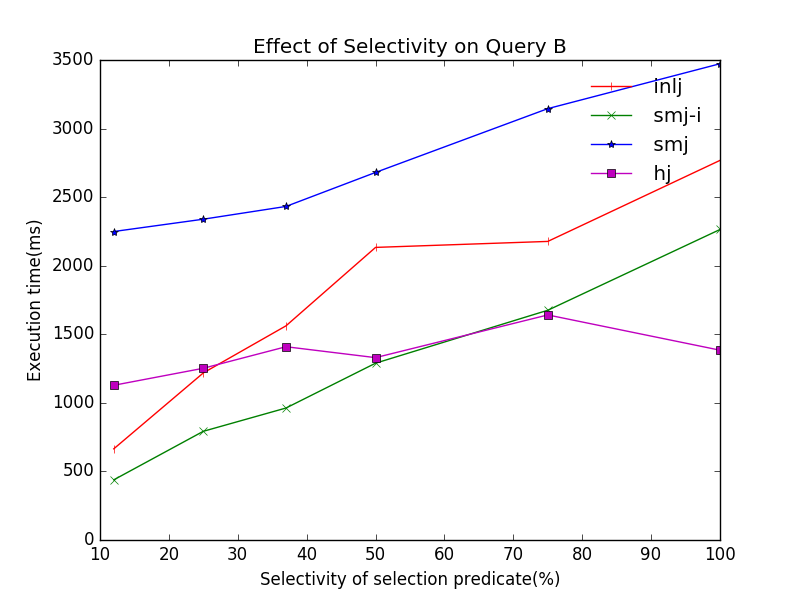 Effect of Selectivity on Query B
3500
3000
2500
2000
1500
1000
500
0
Execution time(ms)
inlj
smj-i
smj
hj
10 20 30 40 50 60 70 80 90 100
Selectivity of selection predicate(%)